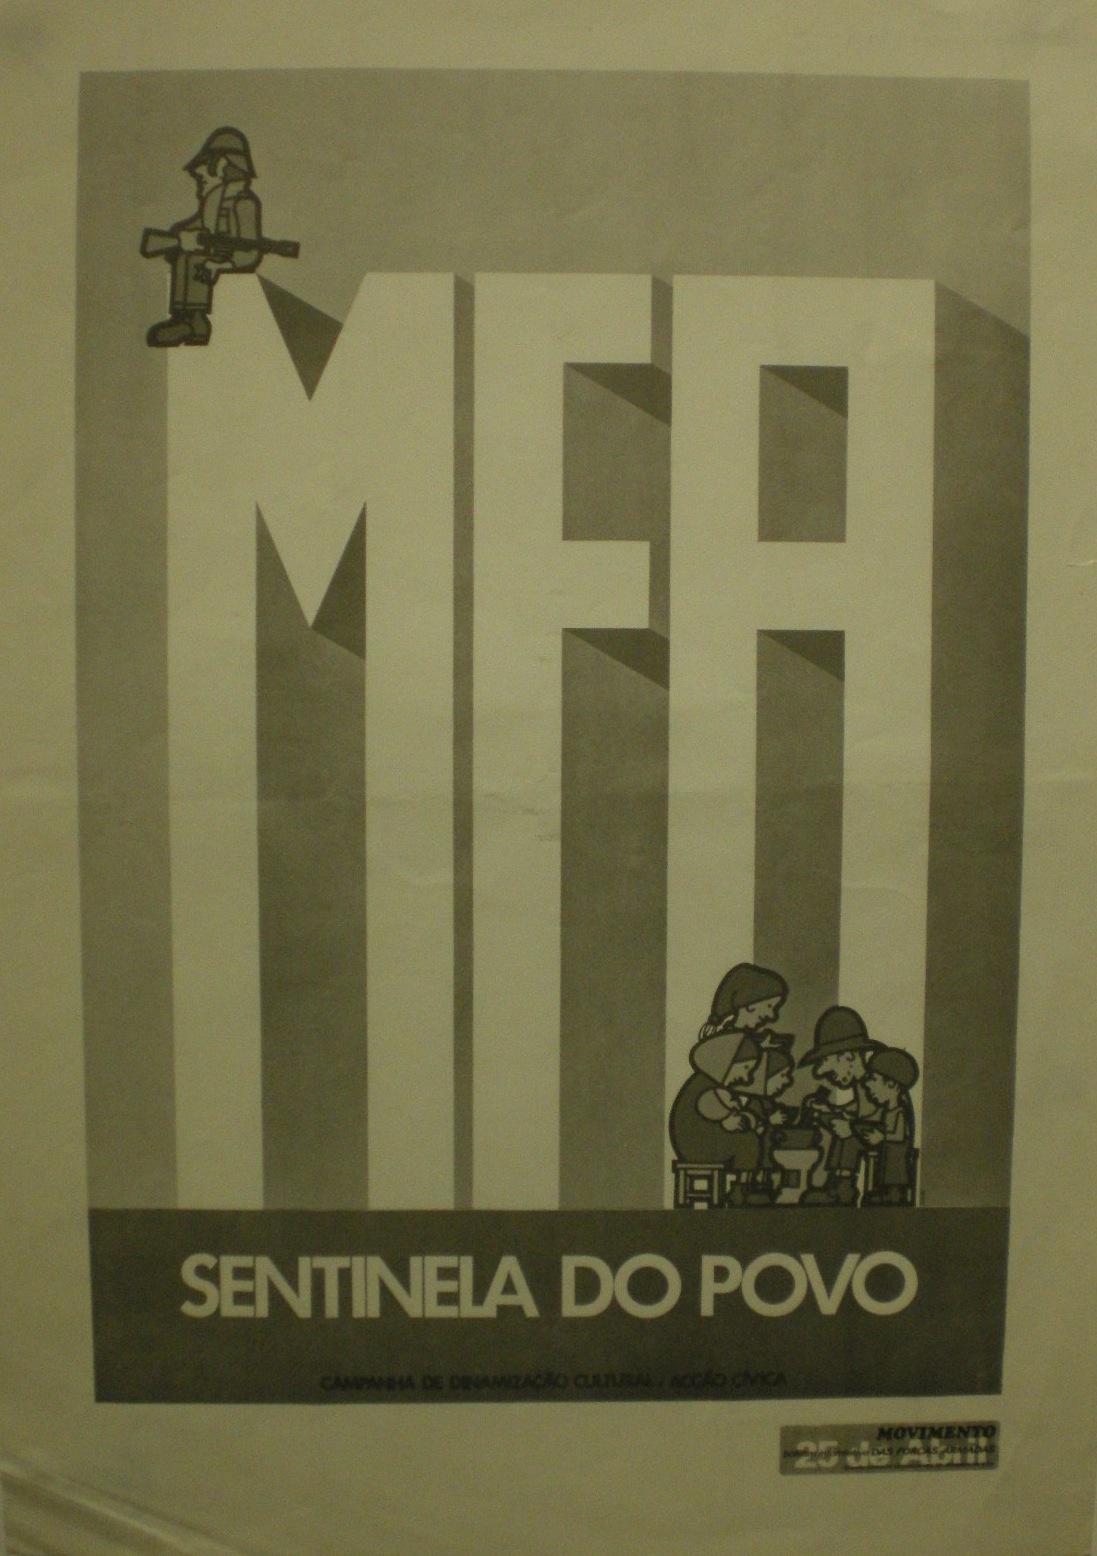 MFA
SENTINELA DO POVO
CAMPANHA DE DINAMIZAÇÃO CULTURAL . ACÇÃO CÍVICA
MOVIMENTO
DAS FORÇAS ARMADAS
25 de Abril